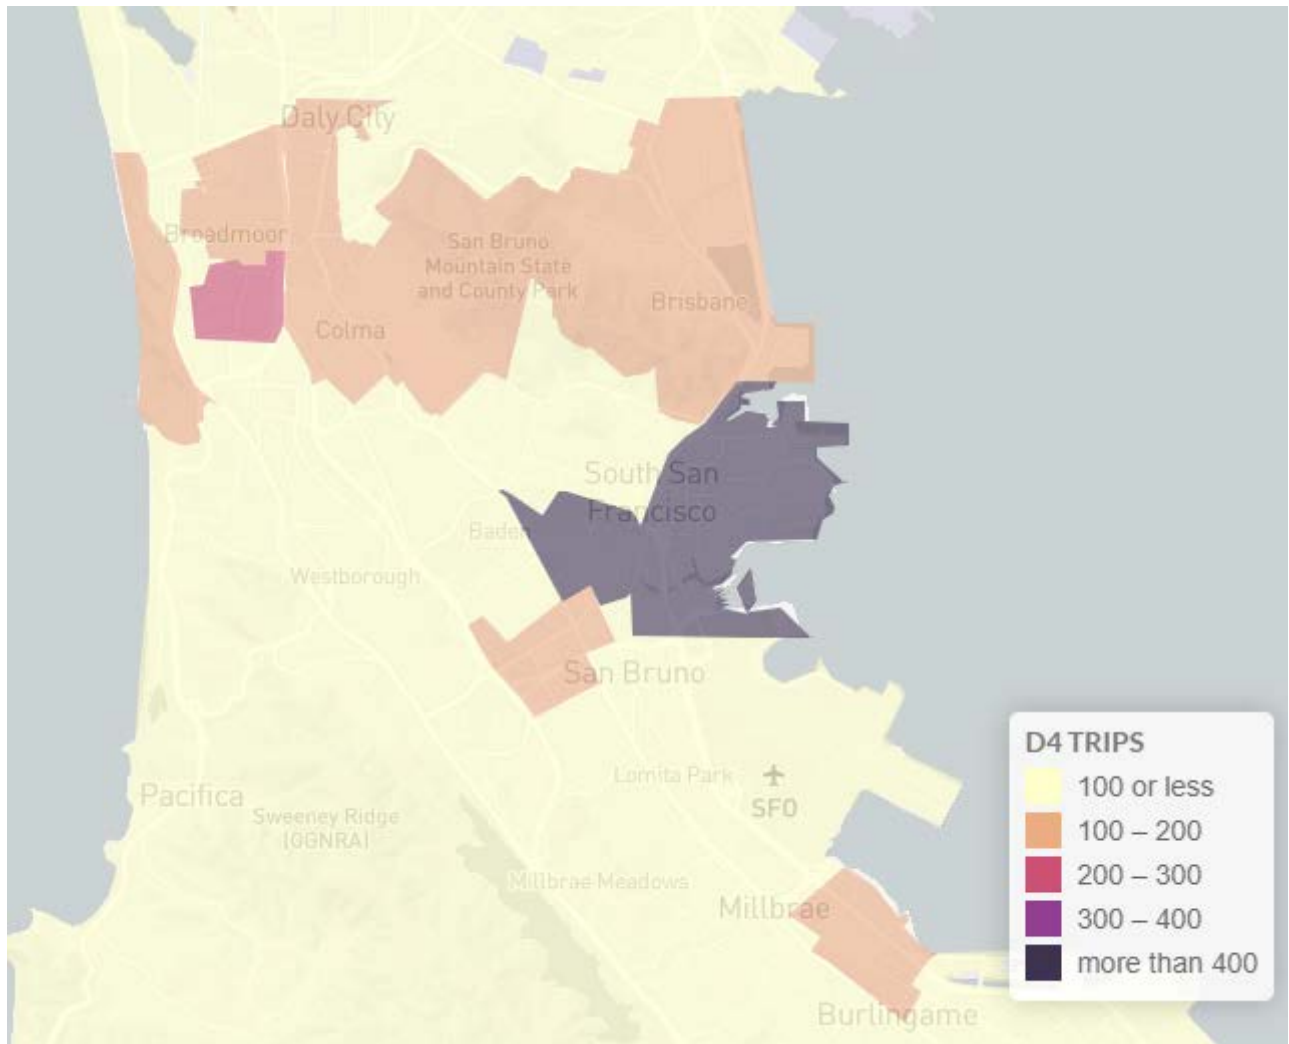 Daly City
Broadmoor
San Bruno
Mountain State
and County Park
Brisbane
Colma
South San
Francisco
Baden
Westborough
San Bruno
Pacifica
Sweeney Ridge
(GGNRA)
Lomita Park
SFO
Millbrae Meadows
Millbrae
Burlingame
D4 TRIPS
100 or less
100 – 200
200 – 300
300 – 400
more than 400